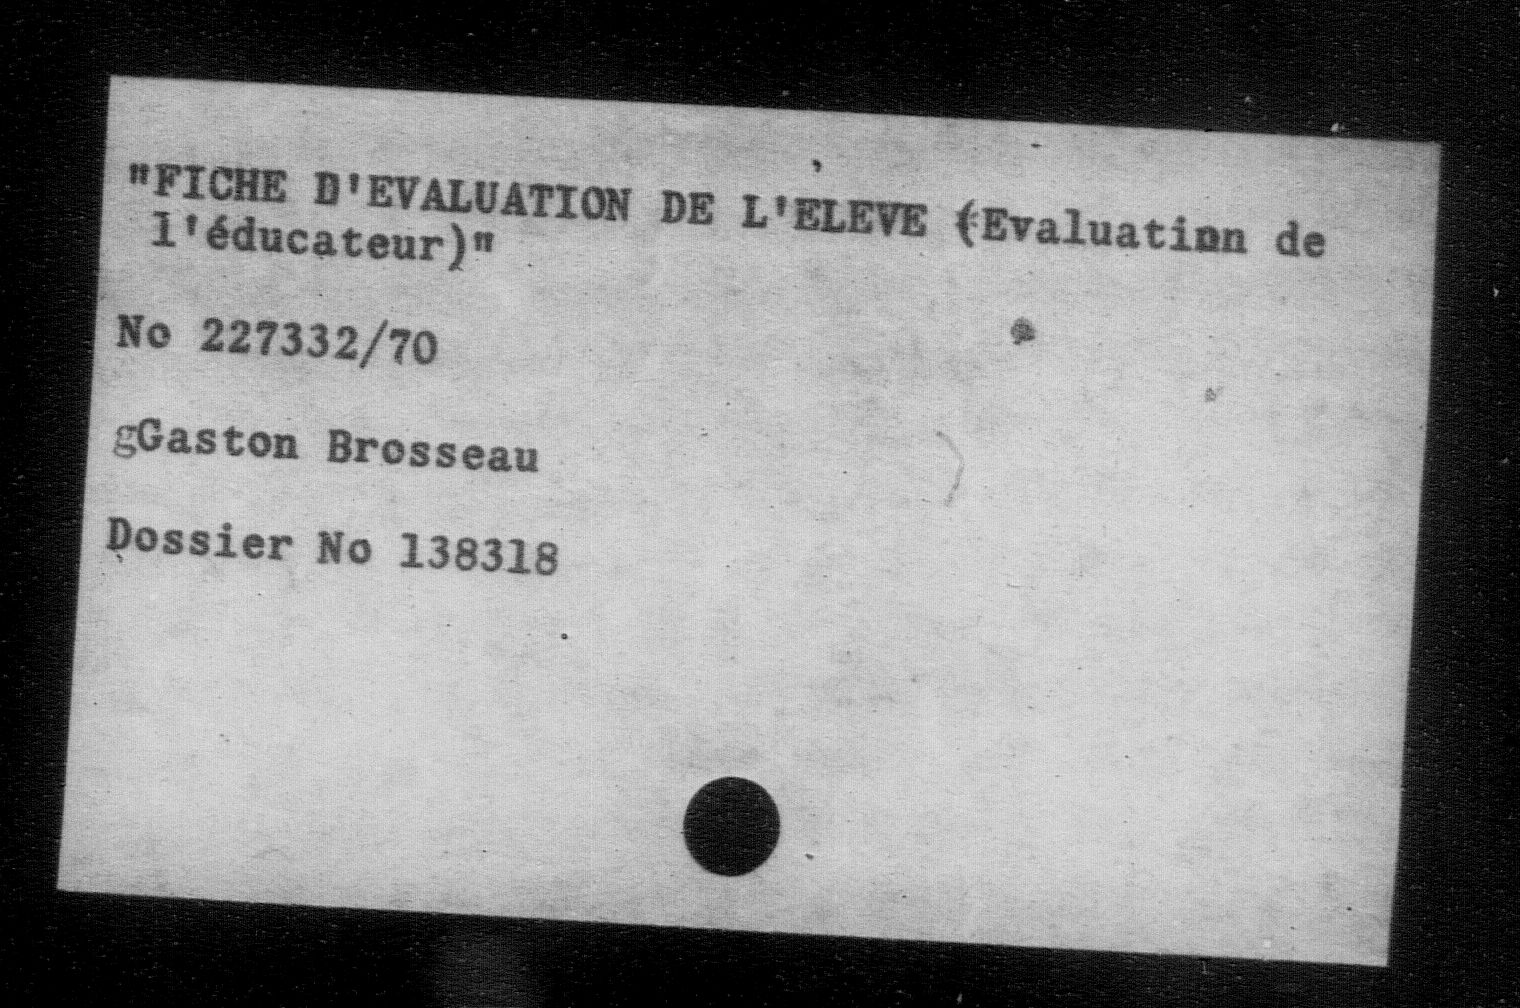 "FICHE D'EVALUATION DE L'ELEVE (Evaluatinn de
l'éducateur)"
No 227332/70
gGaston Brosseau
Dossier No 138318